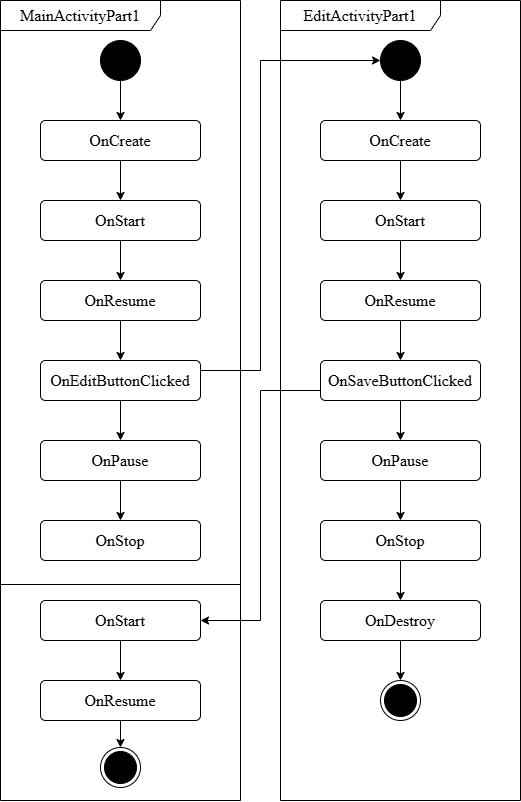 MainActivityPart1
OnCreate
OnStart
OnResume
OnEditButtonClicked
OnPause
OnStop
OnStart
OnResume
EditActivityPart1
OnCreate
OnStart
OnResume
OnSaveButtonClicked
OnPause
OnStop
OnDestroy